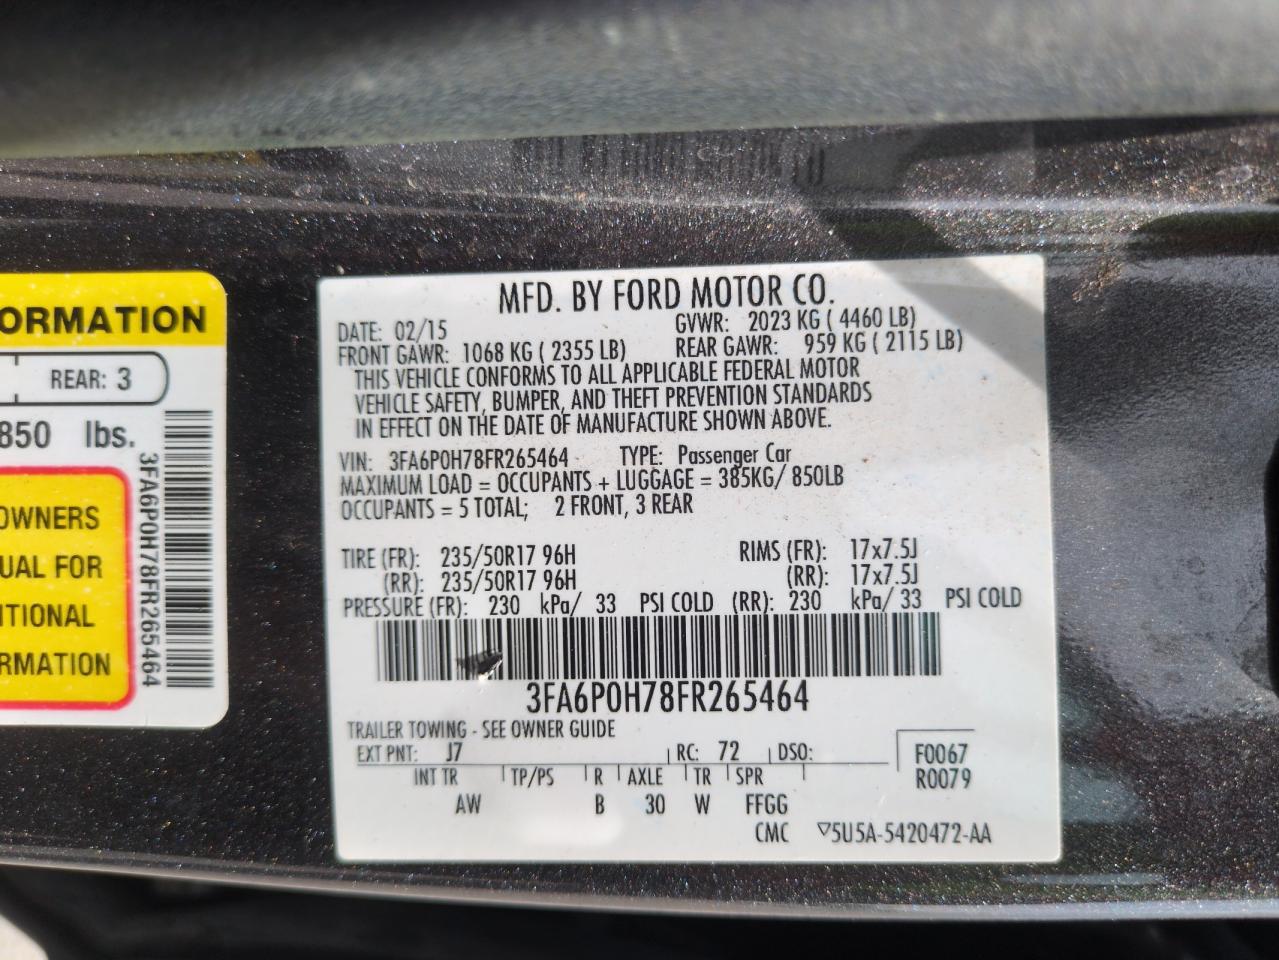 ORMATION
REAR: 3
850 lbs.
OWNERS
UAL FOR
ITIONAL
RMATION
3FA6P0H78FR265464
MFD. BY FORD MOTOR CO.
DATE: 02/15 GVWR: 2023 KG ( 4460 LB)
FRONT GAWR: 1068 KG ( 2355 LB) REAR GAWR: 959 KG ( 2115 LB)
THIS VEHICLE CONFORMS TO ALL APPLICABLE FEDERAL MOTOR
VEHICLE SAFETY, BUMPER, AND THEFT PREVENTION STANDARDS
IN EFFECT ON THE DATE OF MANUFACTURE SHOWN ABOVE.
VIN: 3FA6P0H78FR265464 TYPE: Passenger Car
MAXIMUM LOAD = OCCUPANTS + LUGGAGE = 385KG/ 850LB
OCCUPANTS = 5 TOTAL; 2 FRONT, 3 REAR
TIRE (FR): 235/50R17 96H RIMS (FR): 17x7.5J
(RR): 235/50R17 96H (RR): 17x7.5J
PRESSURE (FR): 230 kPa/ 33 PSI COLD (RR): 230 kPa/ 33 PSI COLD
3FA6P0H78FR265464
TRAILER TOWING - SEE OWNER GUIDE
EXT PNT: J7 RC: 72 DSO: F0067
INT TR TP/PS R AXLE TR SPR R0079
AW B 30 W FFGG
CMC ▽5U5A-5420472-AA